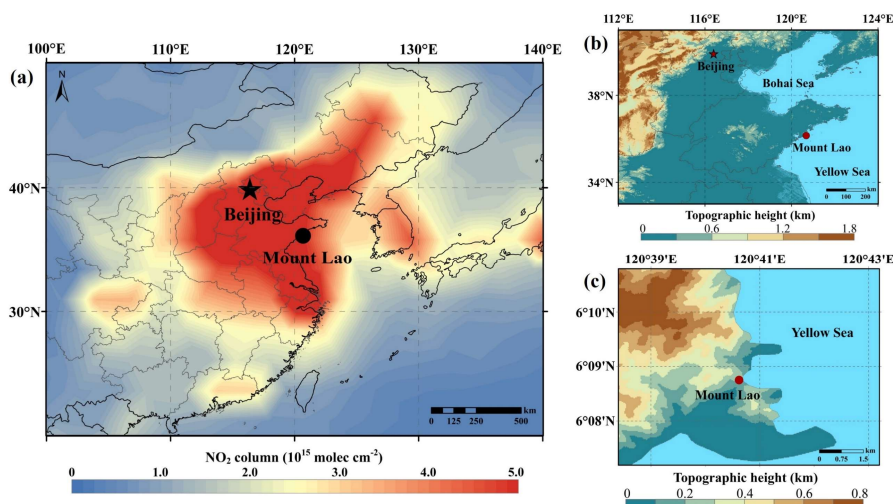 100°E 110°E 120°E 130°E 140°E
(a)
N
40°N
30°N
Beijing
Mount Lao
0 125 250 500
km
NO₂ column (10¹⁵ molec cm⁻²)
0 1.0 2.0 3.0 4.0 5.0
112°E 116°E 120°E 124°E
(b)
Beijing
Bohai Sea
38°N
Mount Lao
Yellow Sea
33°N
km
0 100 200
Topographic height (km)
0 0.6 1.2 1.8
120°39'E 120°41'E 120°43'E
(c)
6°10'N
Yellow Sea
6°09'N
Mount Lao
6°08'N
km
0 0.75 1.5
Topographic height (km)
0 0.2 0.4 0.6 0.8